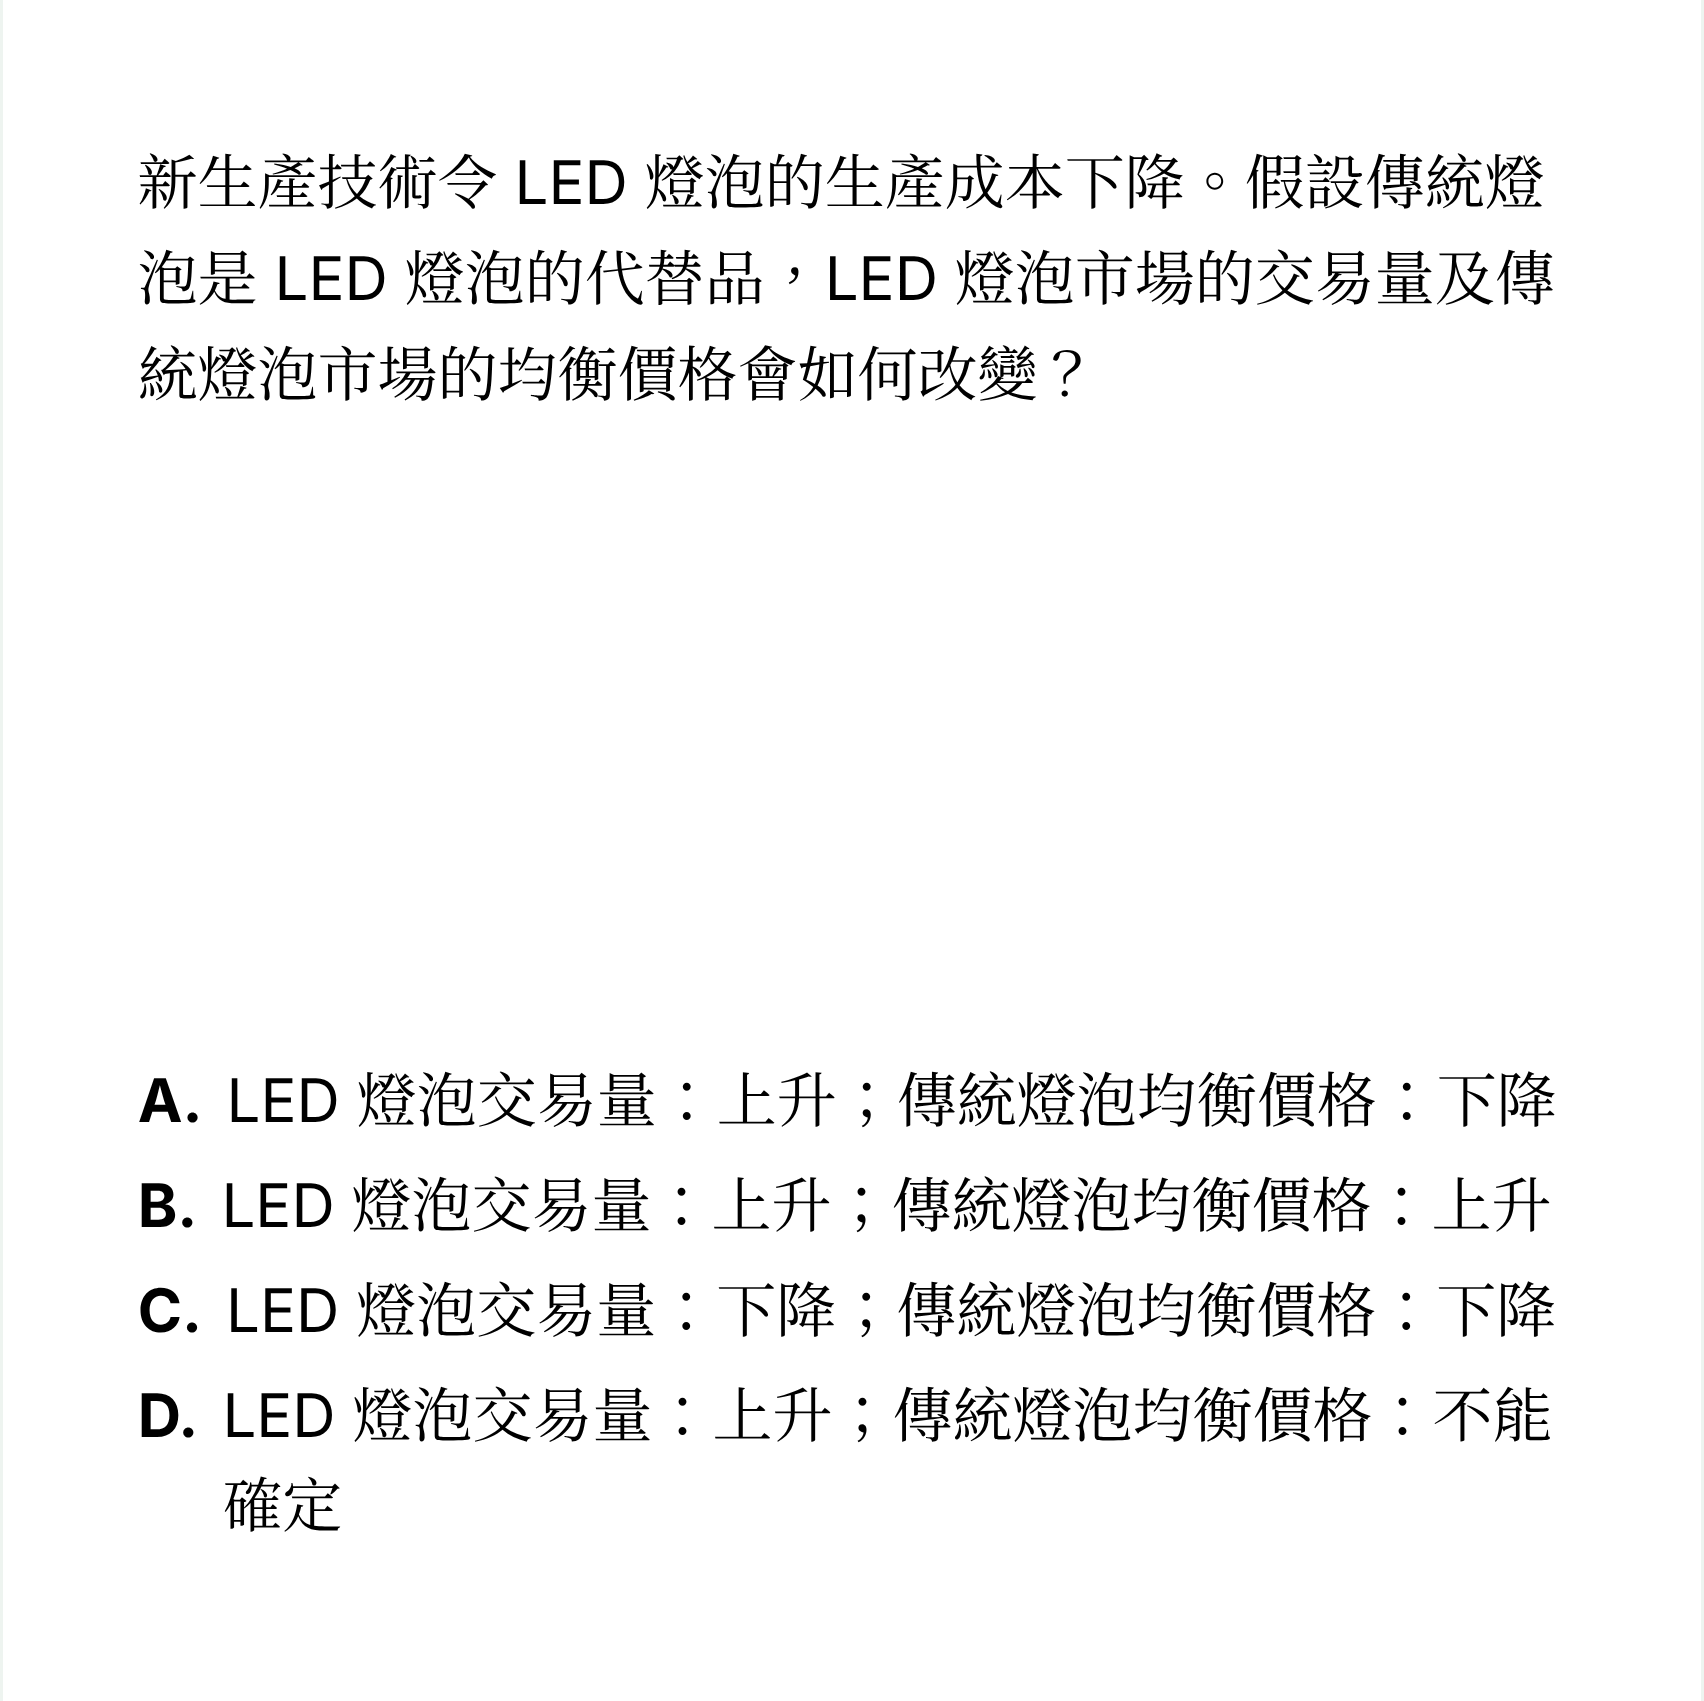 新生產技術令 LED 燈泡的生產成本下降。假設傳統燈
泡是 LED 燈泡的代替品，LED 燈泡市場的交易量及傳
統燈泡市場的均衡價格會如何改變？
A. LED 燈泡交易量：上升；傳統燈泡均衡價格：下降
B. LED 燈泡交易量：上升；傳統燈泡均衡價格：上升
C. LED 燈泡交易量：下降；傳統燈泡均衡價格：下降
D. LED 燈泡交易量：上升；傳統燈泡均衡價格：不能
確定